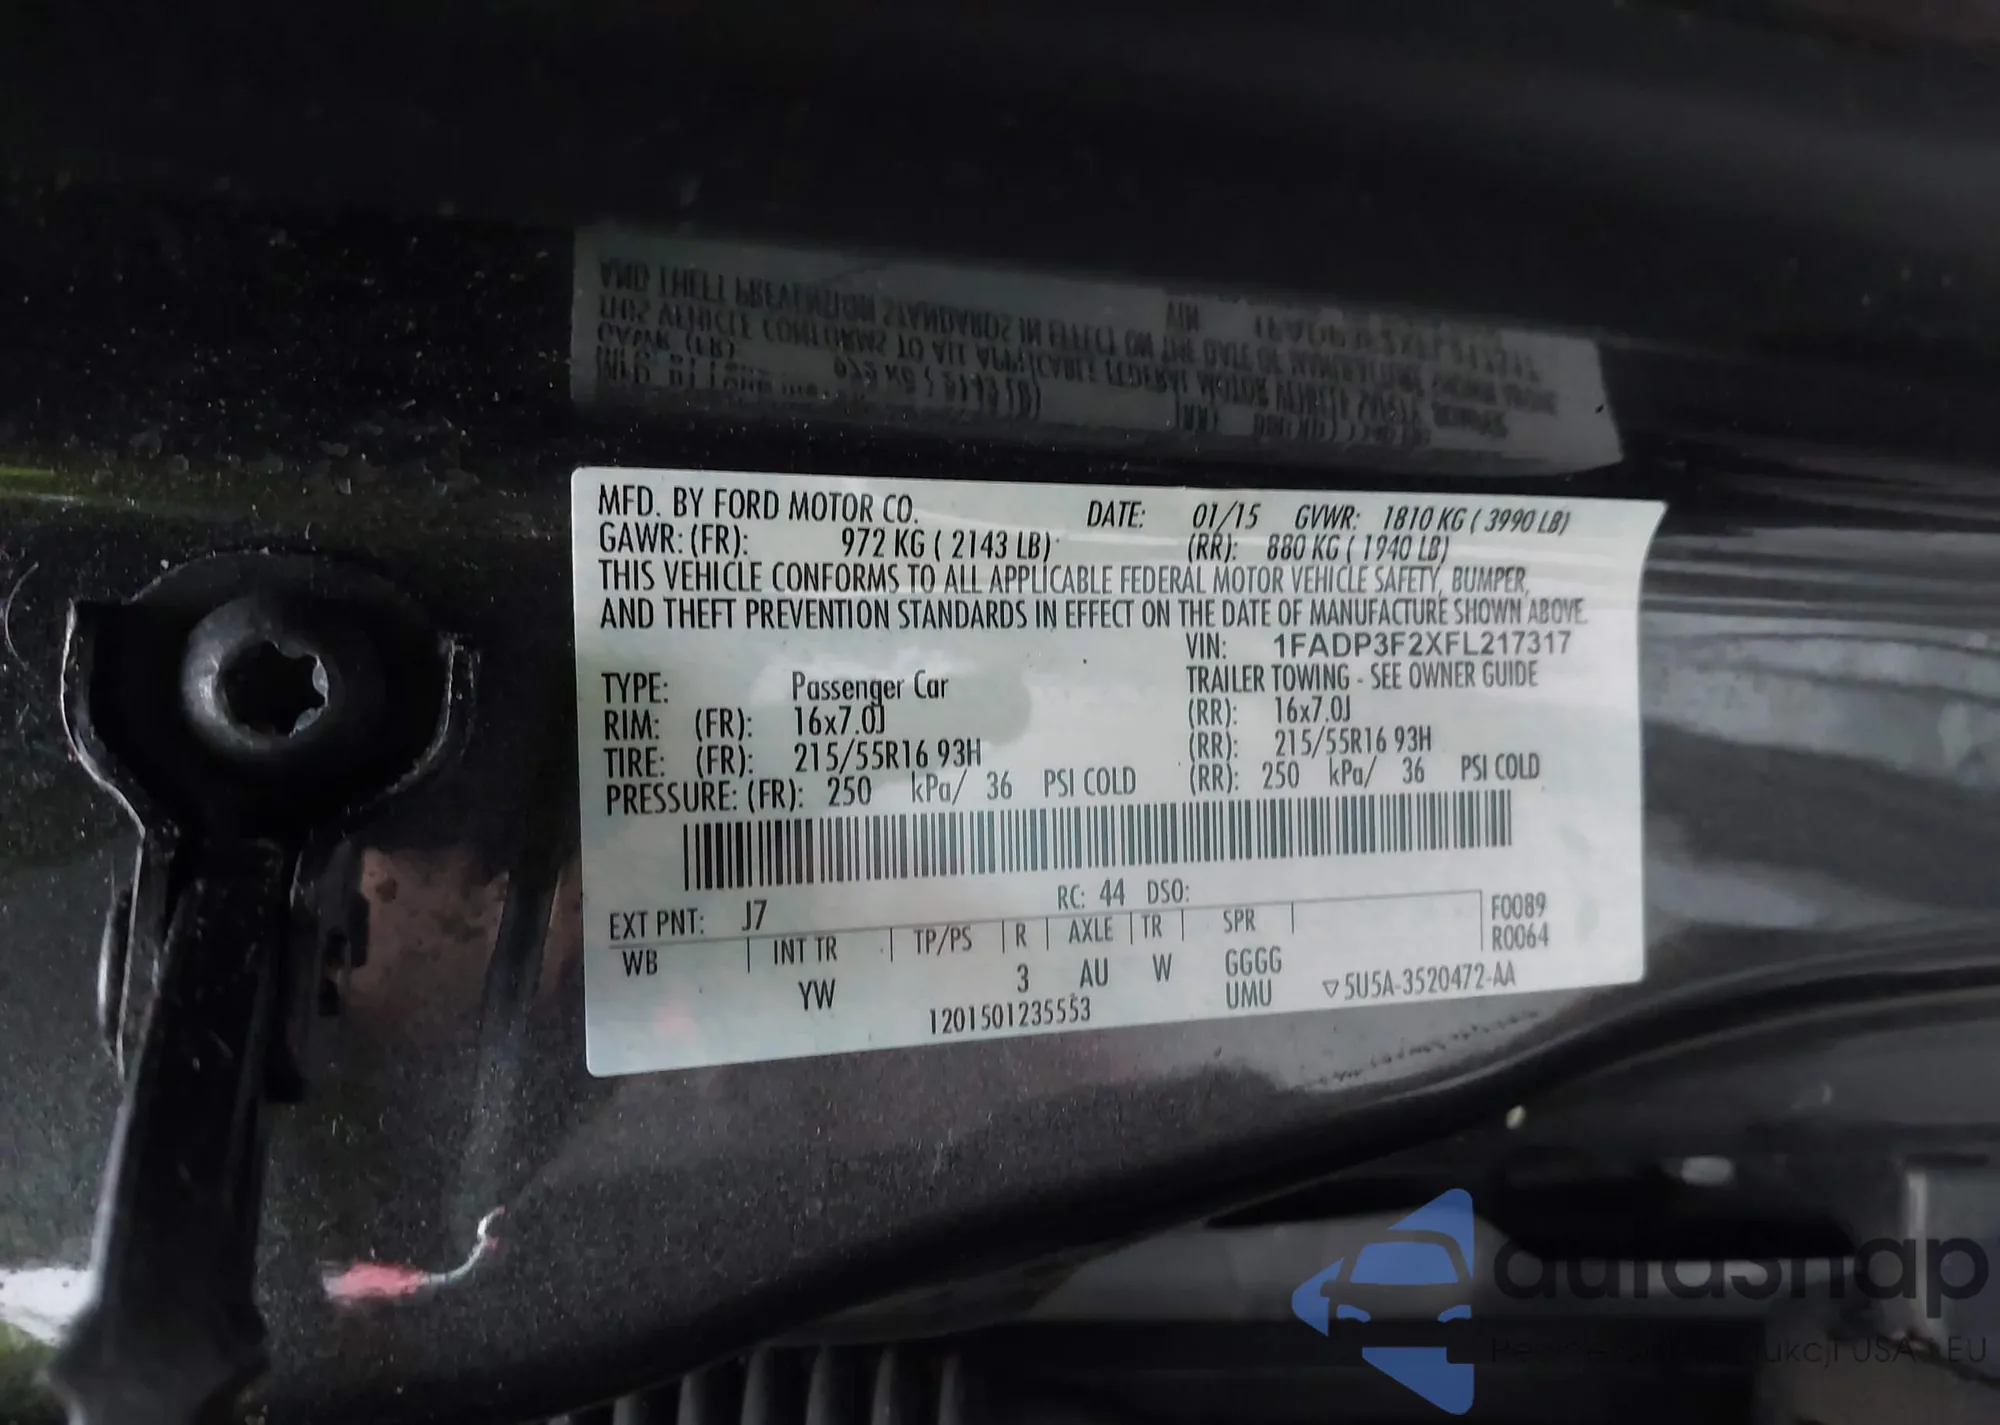 MFD. BY FORD MOTOR CO. DATE: 01/15 GVWR: 1810 KG ( 3990 LB)
GAWR: (FR): 972 KG ( 2143 LB) (RR): 880 KG ( 1940 LB)
THIS VEHICLE CONFORMS TO ALL APPLICABLE FEDERAL MOTOR VEHICLE SAFETY, BUMPER,
AND THEFT PREVENTION STANDARDS IN EFFECT ON THE DATE OF MANUFACTURE SHOWN ABOVE.
VIN: 1FADP3F2XFL217317
TYPE: Passenger Car TRAILER TOWING - SEE OWNER GUIDE
RIM: (FR): 16x7.0J (RR): 16x7.0J
TIRE: (FR): 215/55R16 93H (RR): 215/55R16 93H
PRESSURE: (FR): 250 kPa/ 36 PSI COLD (RR): 250 kPa/ 36 PSI COLD
EXT PNT: J7 RC: 44 DSO: F0089
WB INT TR TP/PS R AXLE TR SPR R0064
YW 3 AU W GGGG
UMU ▽5U5A-3520472-AA
1201501235553
autosnap
USA EU